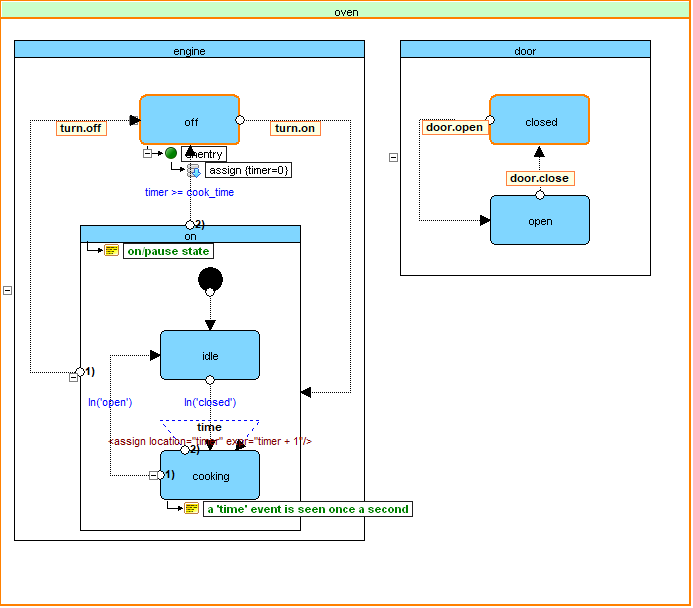 oven
engine
door
off
closed
turn.off
turn.on
door.open
onentry
assign {timer=0}
door.close
timer >= cook_time
open
2)
on
on/pause state
idle
1)
In('open')
In('closed')
time
<assign location="timer" expr="timer + 1"/>
2)
1)
cooking
a 'time' event is seen once a second